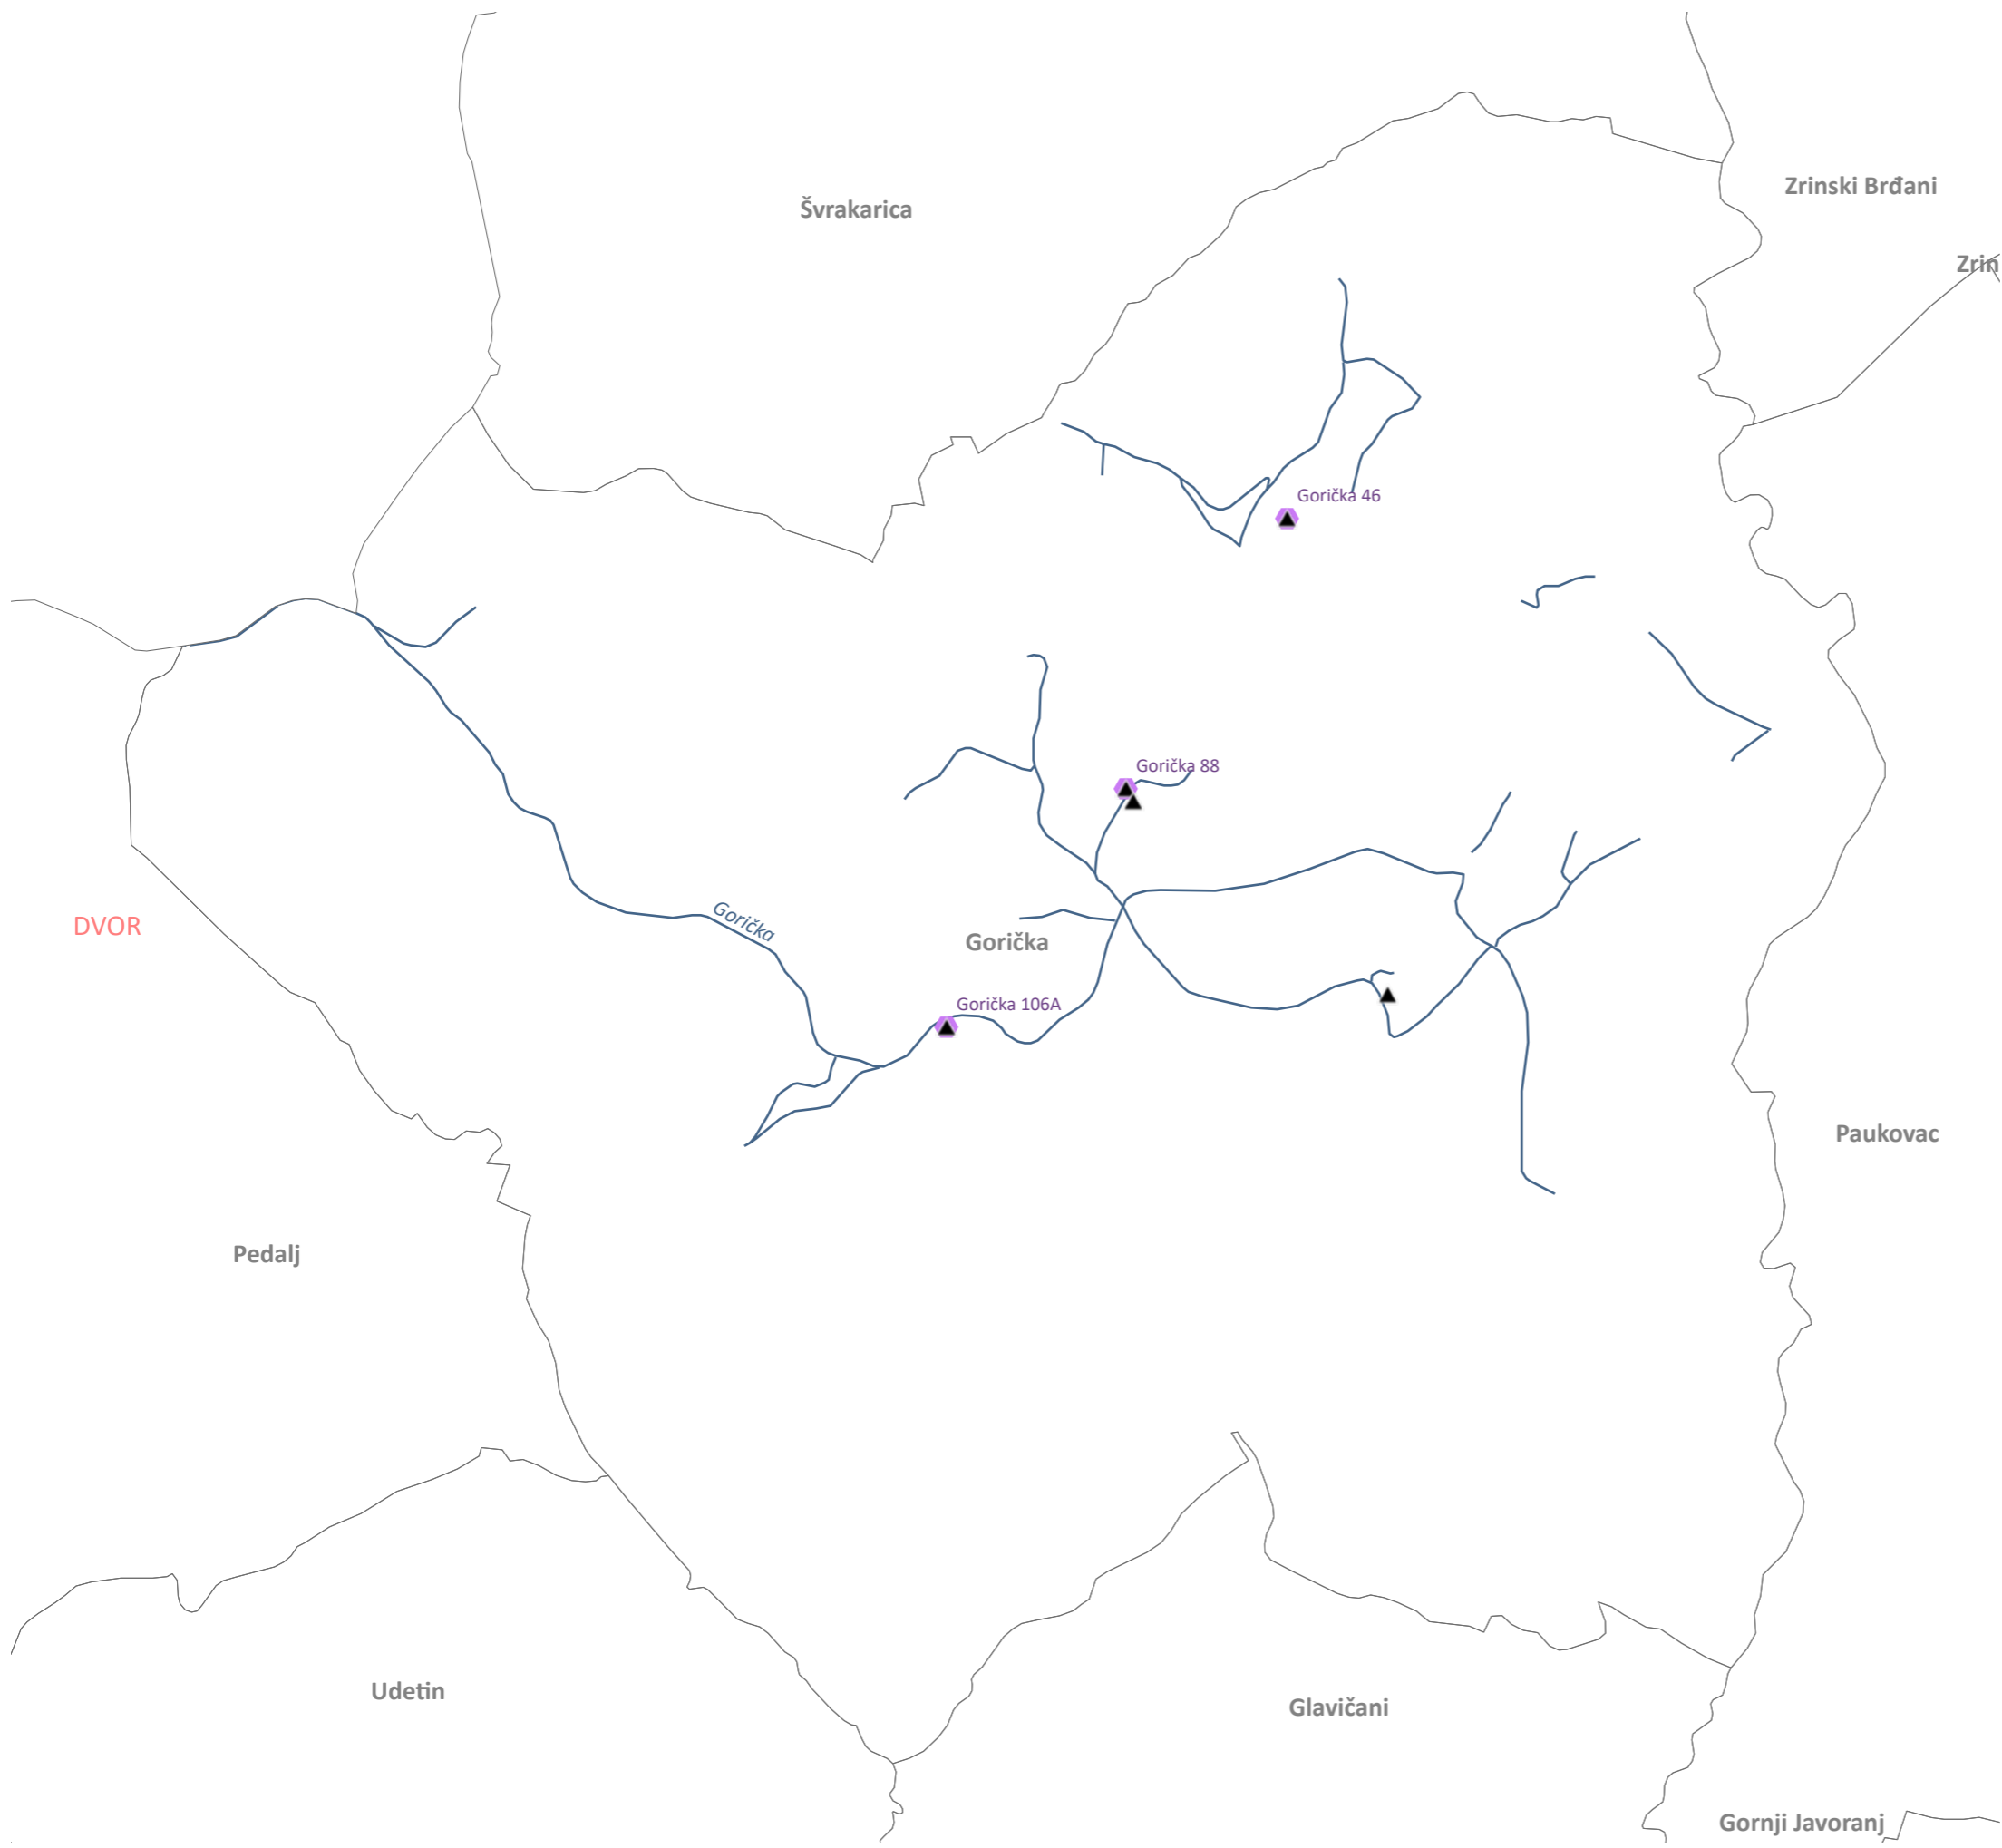 Zrinski Brđani
Švrakarica
Zrin
Gorička 46
Gorička 88
DVOR
Gorička
Gorička
Gorička 106A
Paukovac
Pedalj
Udetin
Glavičani
Gornji Javoranj